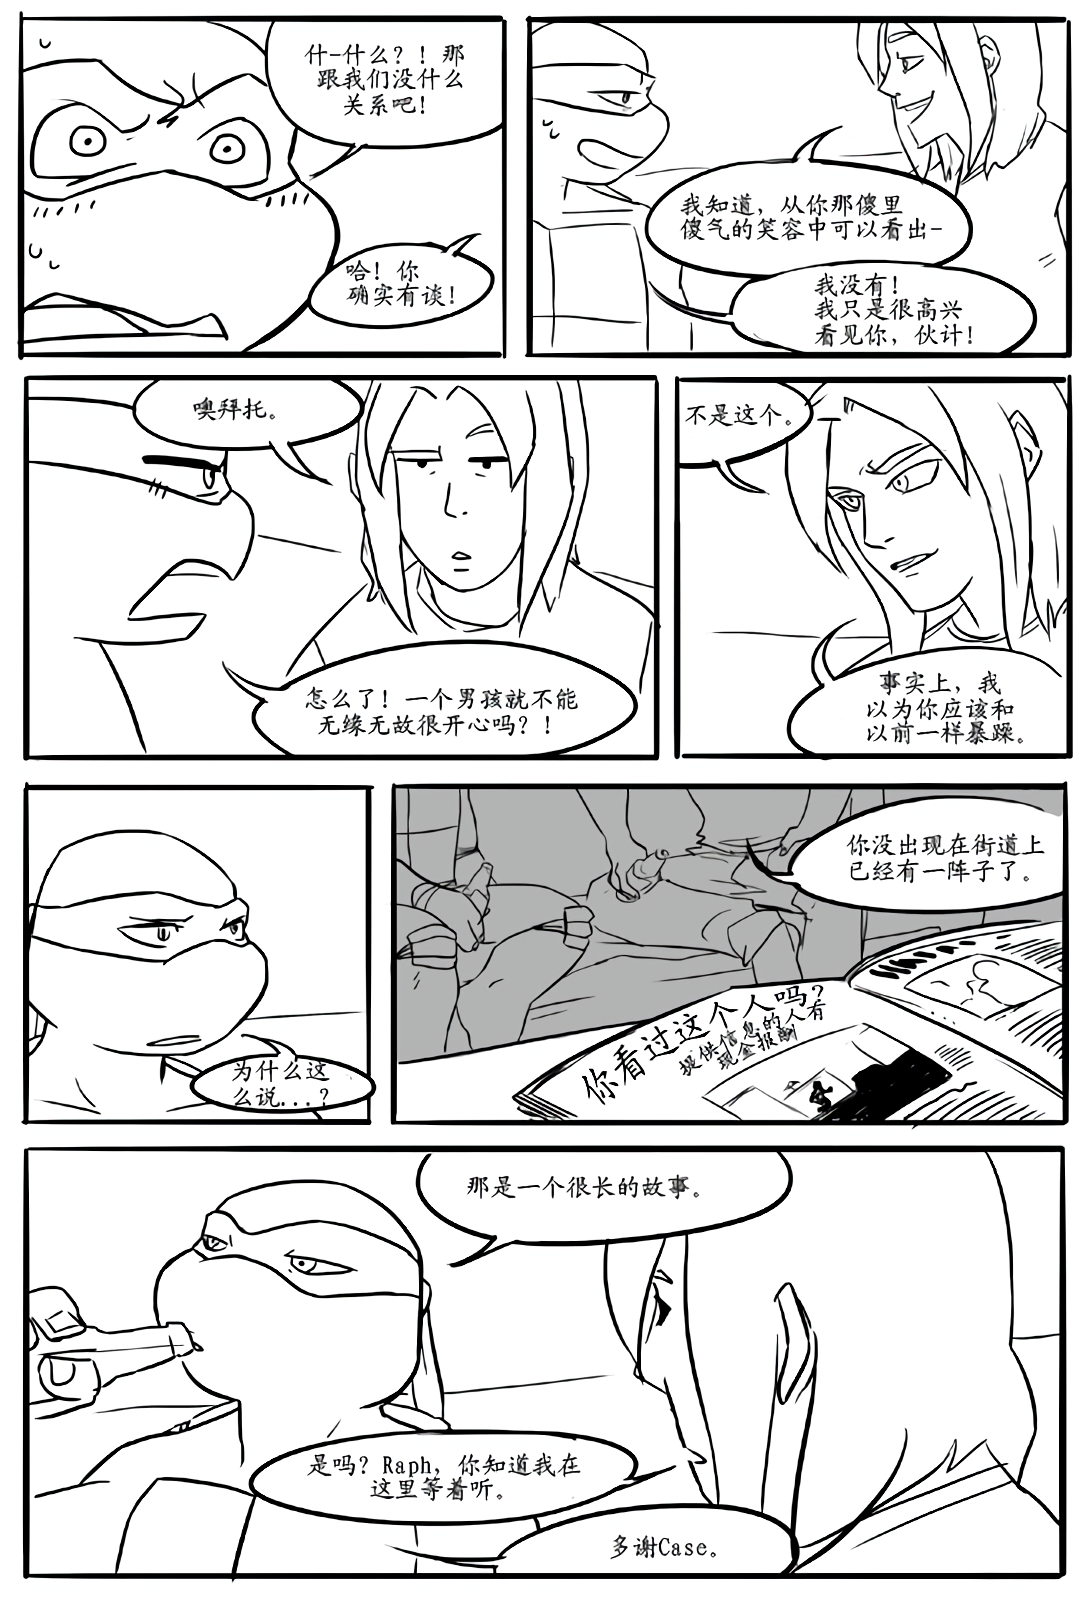 什-什么？！那
跟我们没什么
关系吧！
哈！你
确实有谈！
我知道，从你那傻里
傻气的笑容中可以看出-
我没有！
我只是很高兴
看见你，伙计！
噢拜托。
怎么了！一个男孩就不能
无缘无故很开心吗？！
不是这个。
事实上，我
以为你应该和
以前一样暴躁。
为什么这
么说...？
你没出现在街道上
已经有一阵子了。
你看过这个人吗？
提供信息的人有
现金报酬
那是一个很长的故事。
是吗？Raph，你知道我在
这里等着听。
多谢Case。